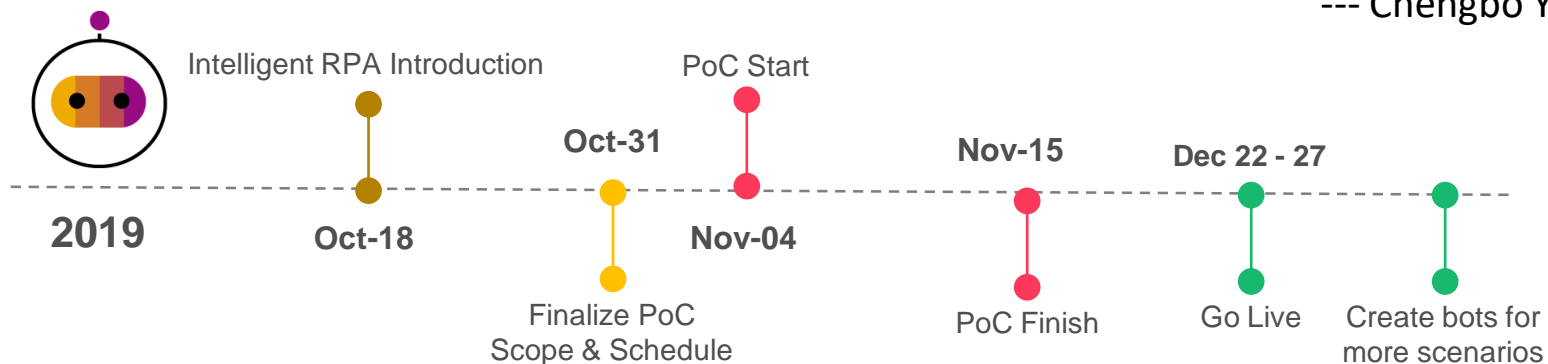 --- Chengbo Y
Intelligent RPA Introduction
PoC Start
Oct-31
Nov-15
Dec 22 - 27
2019
Oct-18
Nov-04
Finalize PoC
Scope & Schedule
PoC Finish
Go Live
Create bots for
more scenarios